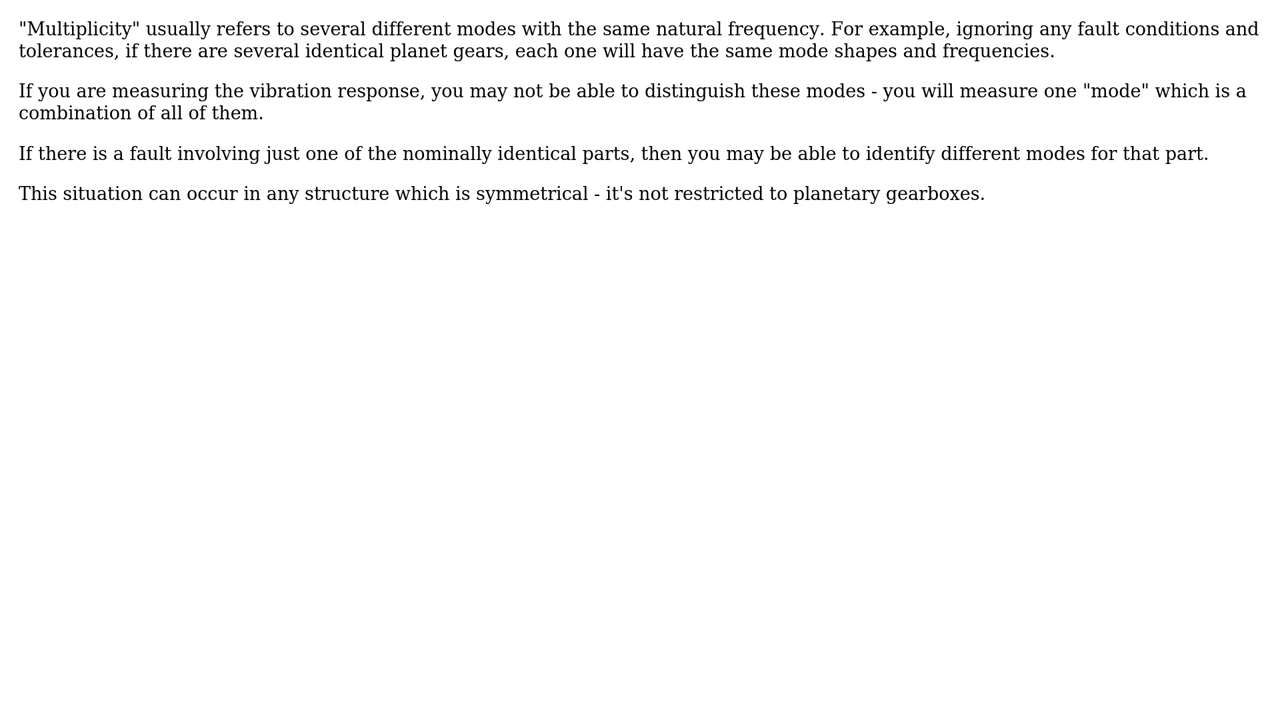 "Multiplicity" usually refers to several different modes with the same natural frequency. For example, ignoring any fault conditions and
tolerances, if there are several identical planet gears, each one will have the same mode shapes and frequencies.
If you are measuring the vibration response, you may not be able to distinguish these modes - you will measure one "mode" which is a
combination of all of them.
If there is a fault involving just one of the nominally identical parts, then you may be able to identify different modes for that part.
This situation can occur in any structure which is symmetrical - it's not restricted to planetary gearboxes.